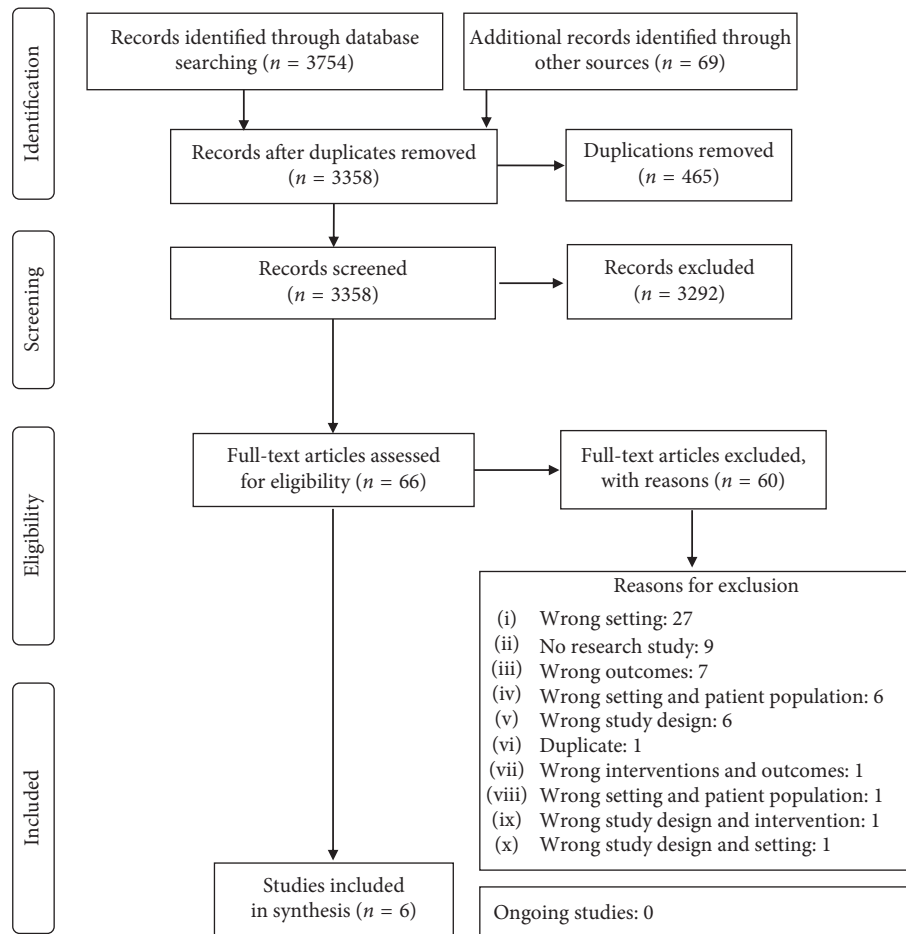 Identification
Records identified through database
searching (n = 3754)
Additional records identified through
other sources (n = 69)
Records after duplicates removed
(n = 3358)
Duplications removed
(n = 465)
Screening
Records screened
(n = 3358)
Records excluded
(n = 3292)
Eligibility
Full-text articles assessed
for eligibility (n = 66)
Full-text articles excluded,
with reasons (n = 60)
Reasons for exclusion
(i) Wrong setting: 27
(ii) No research study: 9
(iii) Wrong outcomes: 7
(iv) Wrong setting and patient population: 6
(v) Wrong study design: 6
(vi) Duplicate: 1
(vii) Wrong interventions and outcomes: 1
(viii) Wrong setting and patient population: 1
(ix) Wrong study design and intervention: 1
(x) Wrong study design and setting: 1
Included
Studies included
in synthesis (n = 6)
Ongoing studies: 0